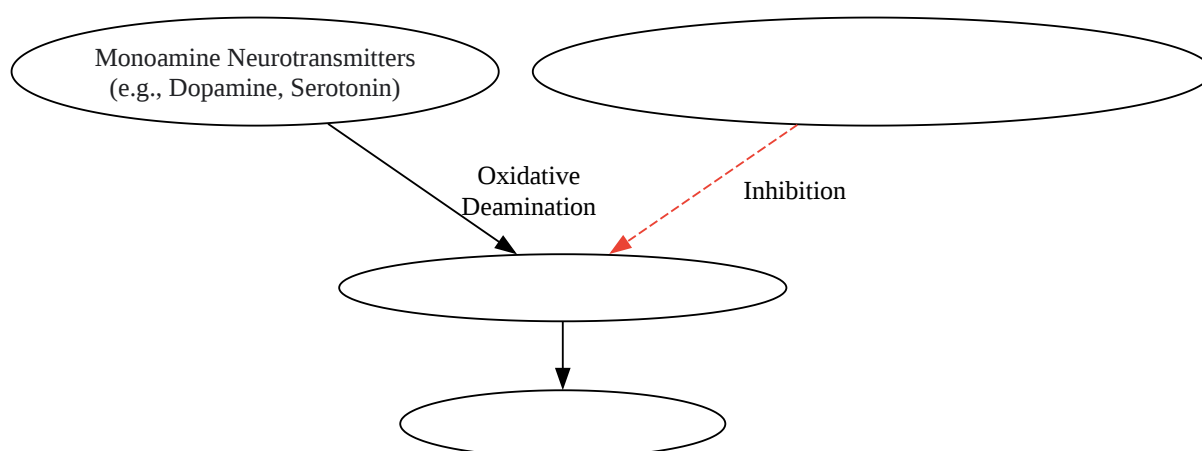 Monoamine Neurotransmitters
(e.g., Dopamine, Serotonin)
Oxidative
Deamination
Inhibition